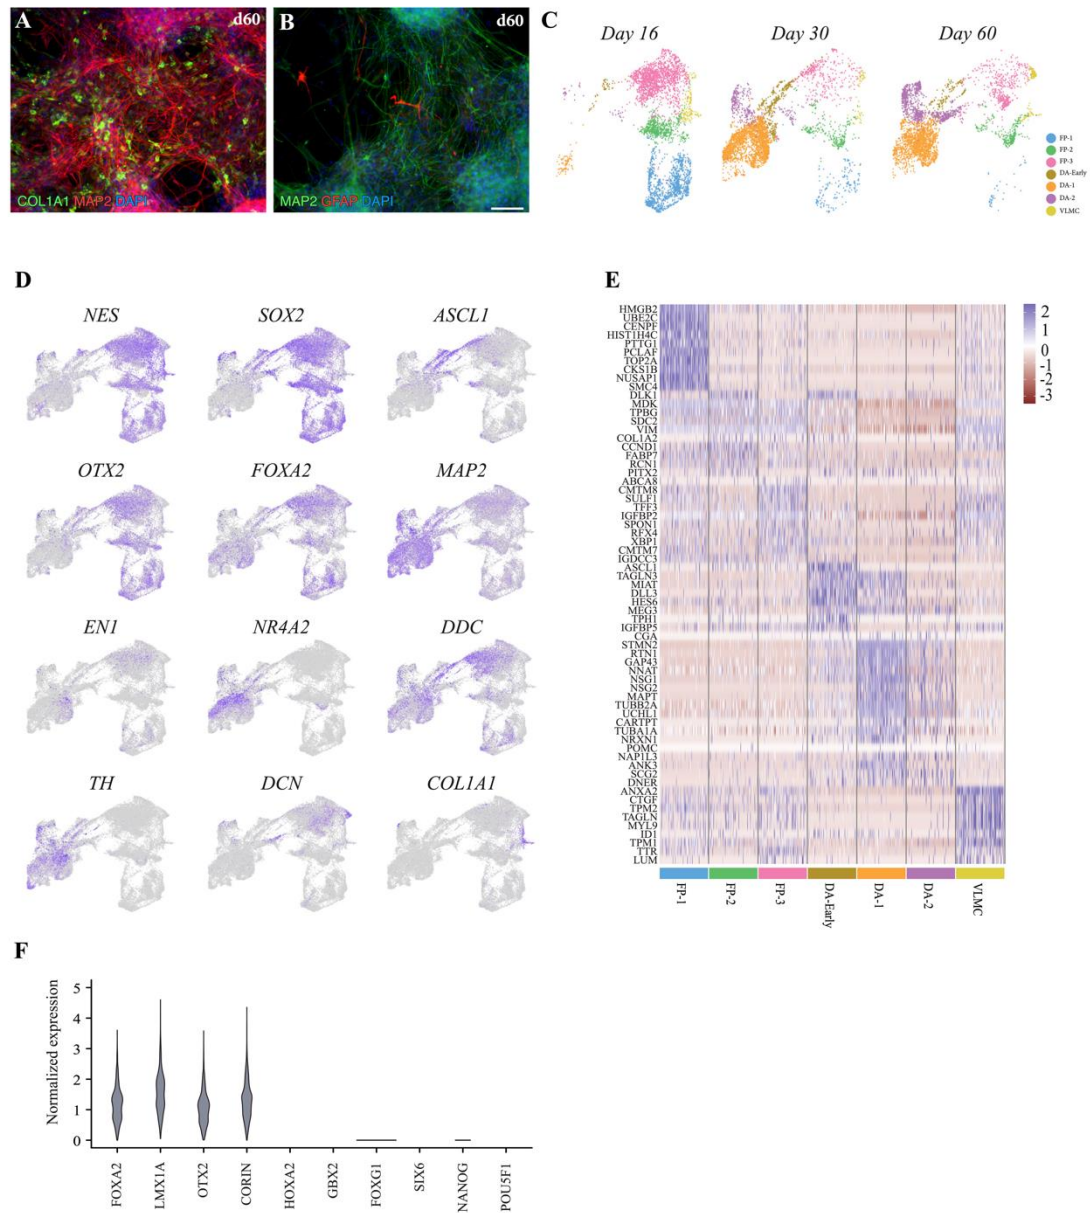 A
d60
COL1A1 MAP2 DAPI
B
d60
MAP2 GFAP DAPI
C
Day 16
Day 30
Day 60
FP-1
FP-2
FP-3
DA-Early
DA-1
DA-2
VLMC
D
NES
SOX2
ASCL1
OTX2
FOXA2
MAP2
EN1
NR4A2
DDC
TH
DCN
COL1A1
E
HMGB2
UBE2C
CENPF
HIST1H4C
PTTG1
PCLAF
TOP2A
CKS1B
NUSAP1
SMC4
DLK1
MDK
TPBG
SDC2
VIM
COL1A2
CCND1
FABP7
RCN1
PITX2
ABCA8
CMTM8
SULF1
TFF3
IGFBP2
SPON1
RFX4
XBP1
CMTM7
IGDCC3
ASCL1
TAGLN3
MIAT
DLL3
HES6
MEG3
TPH1
IGFBP5
CGA
STMN2
RTN1
GAP43
NNAT
NSG1
NSG2
MAPT
TUBB2A
UCHL1
CARTPT
TUBA1A
NRXN1
POMC
NAP1L3
ANK3
SCG2
DNER
ANXA2
CTGF
TPM2
TAGLN
MYL9
ID1
TPM1
TTR
LUM
2
1
0
-1
-2
-3
FP-1
FP-2
FP-3
DA-Early
DA-1
DA-2
VLMC
F
Normalized expression
5
4
3
2
1
0
FOXA2
LMX1A
OTX2
CORIN
HOXA2
GBX2
FOXG1
SIX6
NANOG
POU5F1